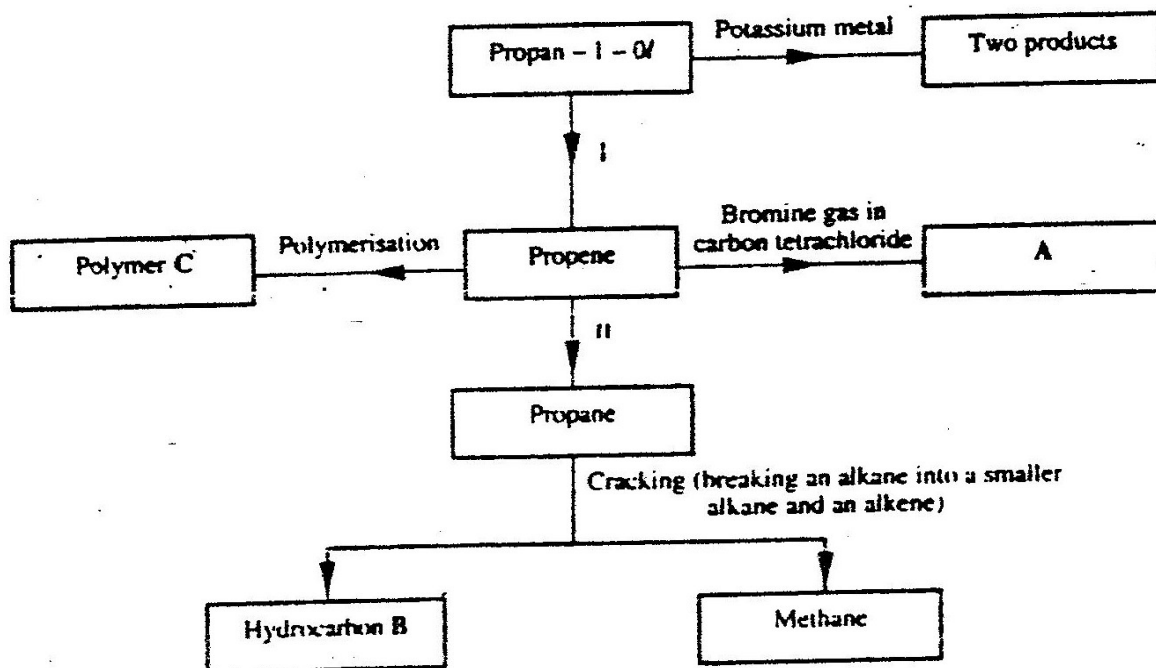 Potassium metal
Propan – 1 – 0l
Two products
I
Bromine gas in
carbon tetrachloride
Polymerisation
Polymer C
Propene
A
II
Propane
Cracking (breaking an alkane into a smaller
alkane and an alkene)
Hydrocarbon B
Methane